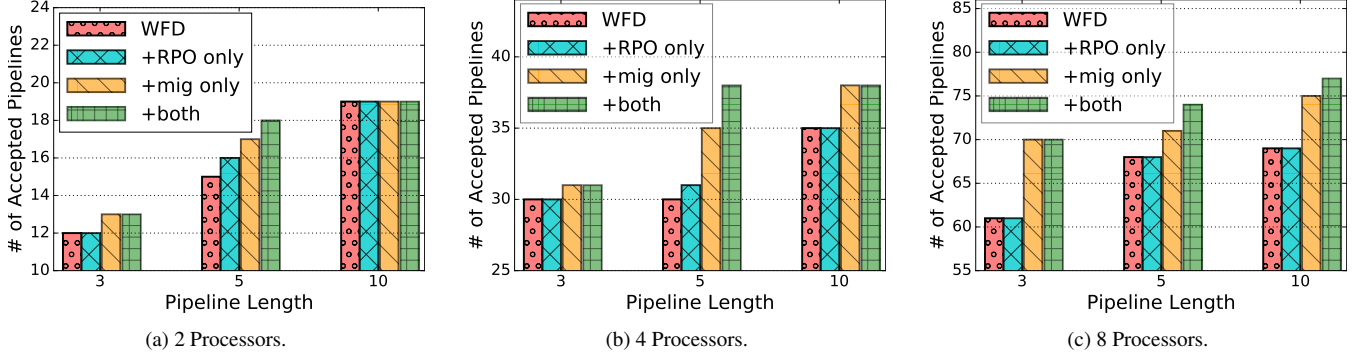 # of Accepted Pipelines
24
22
20
18
16
14
12
10
WFD
+RPO only
+mig only
+both
3 5 10
Pipeline Length
(a) 2 Processors.
# of Accepted Pipelines
40
35
30
25
WFD
+RPO only
+mig only
+both
3 5 10
Pipeline Length
(b) 4 Processors.
# of Accepted Pipelines
85
80
75
70
65
60
55
WFD
+RPO only
+mig only
+both
3 5 10
Pipeline Length
(c) 8 Processors.